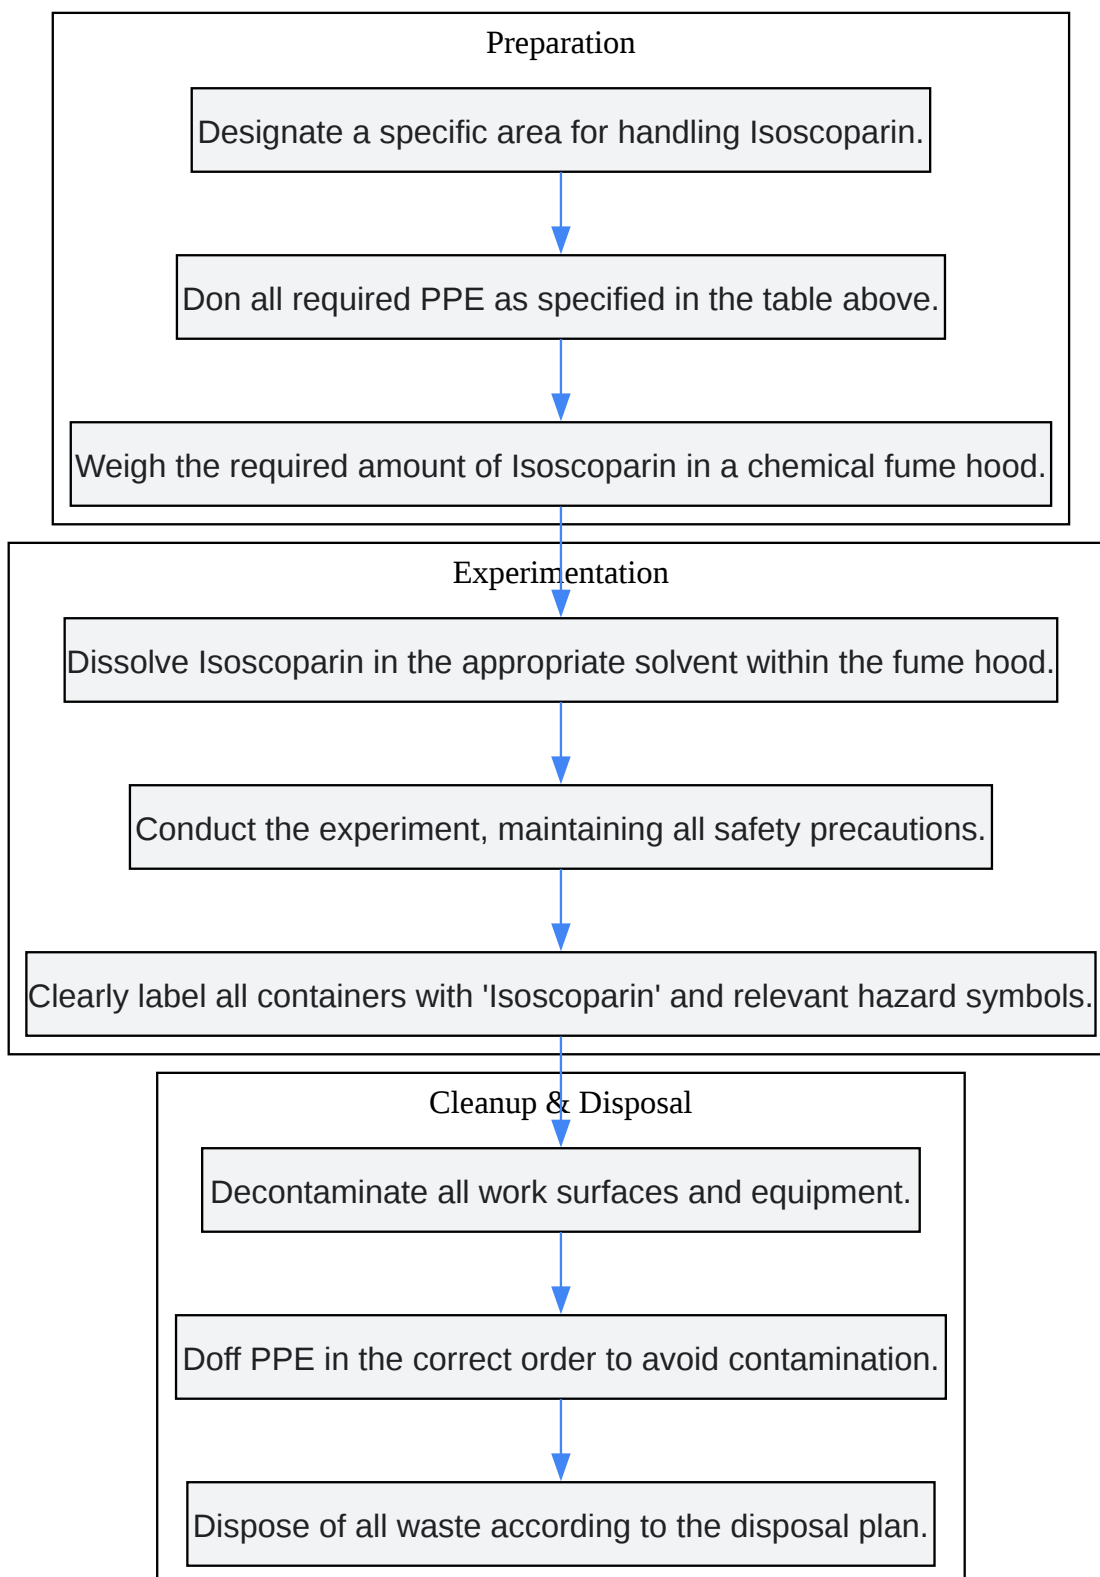 Preparation
Designate a specific area for handling Isoscoparin.
Don all required PPE as specified in the table above.
Weigh the required amount of Isoscoparin in a chemical fume hood.
Experimentation
Dissolve Isoscoparin in the appropriate solvent within the fume hood.
Conduct the experiment, maintaining all safety precautions.
Clearly label all containers with 'Isoscoparin' and relevant hazard symbols.
Cleanup & Disposal
Decontaminate all work surfaces and equipment.
Doff PPE in the correct order to avoid contamination.
Dispose of all waste according to the disposal plan.